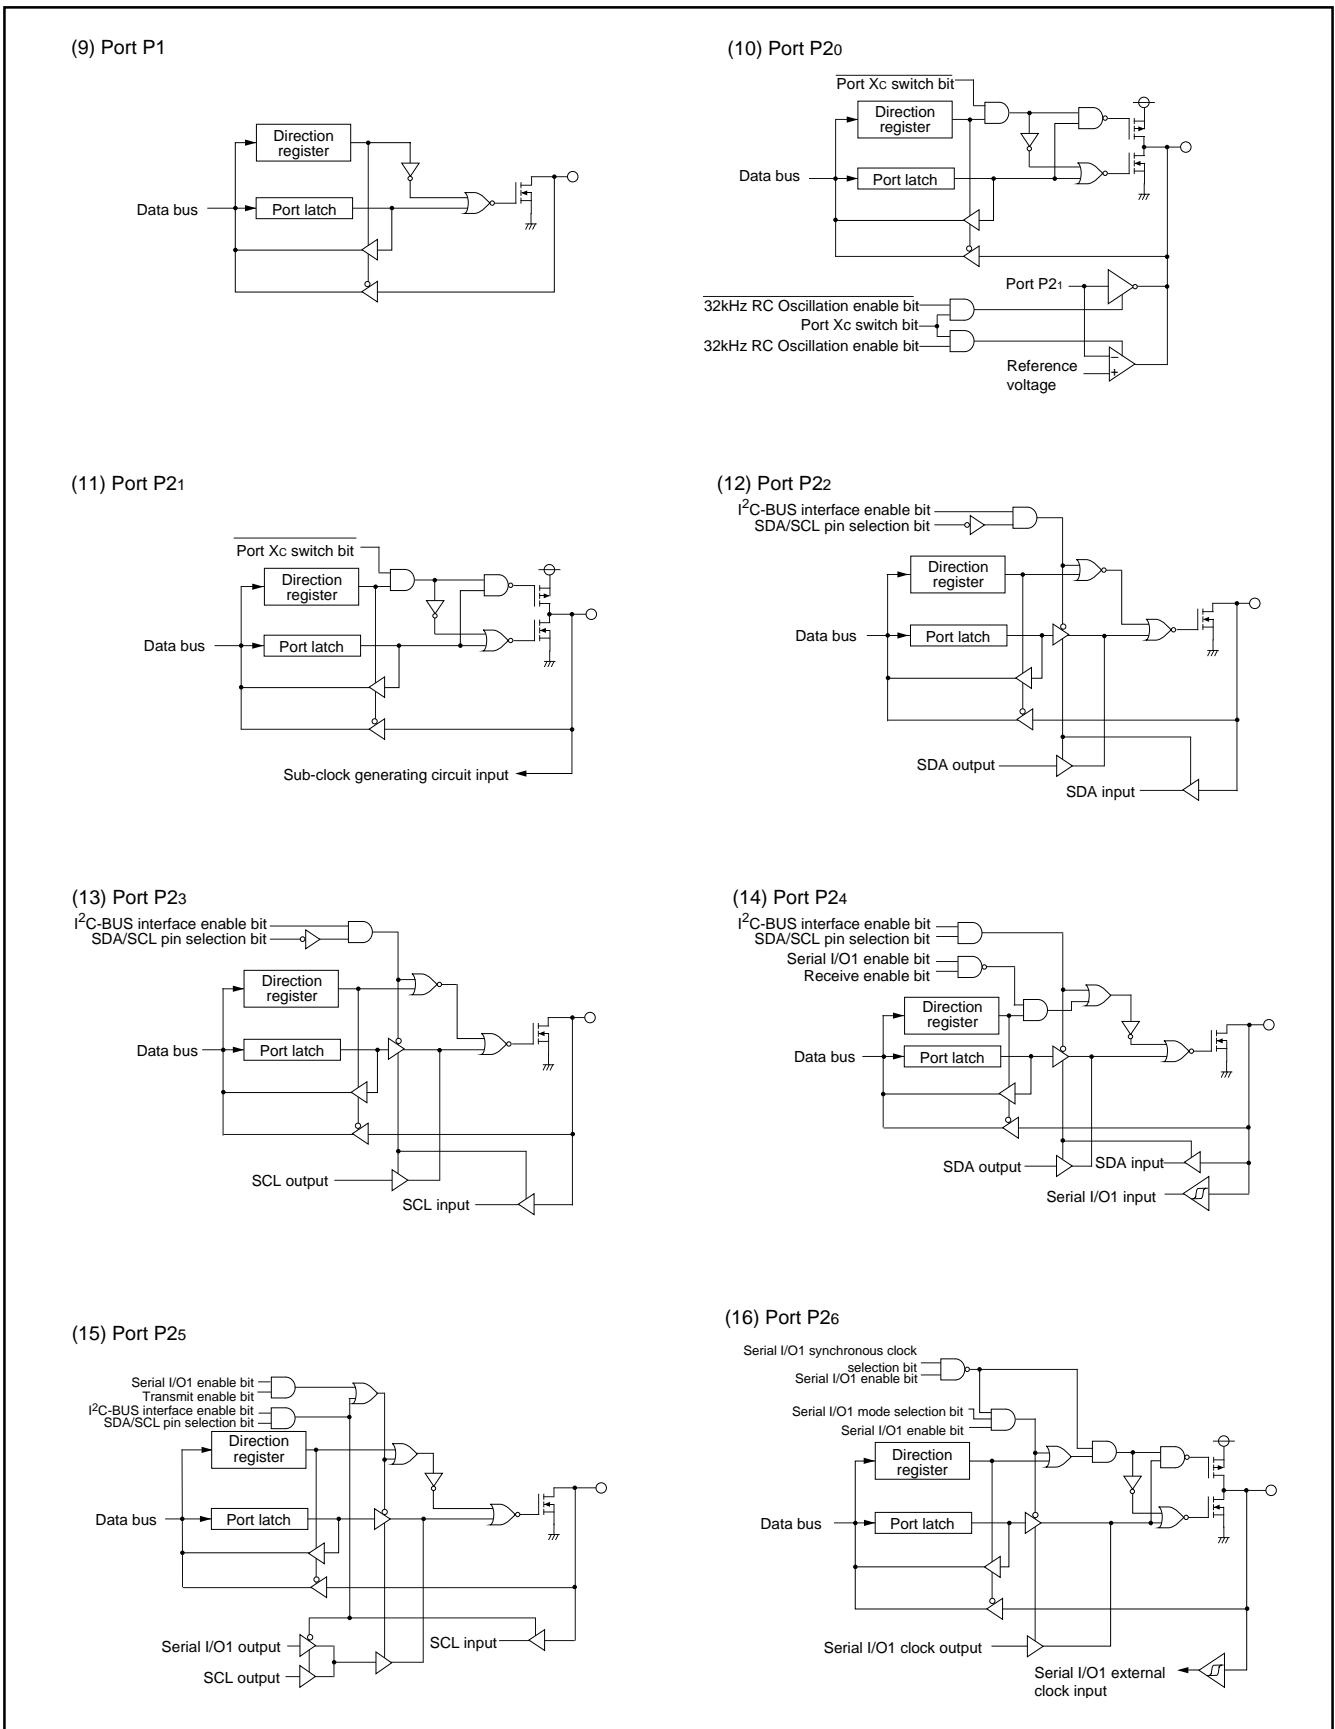 (9) Port P1
Direction
register
Data bus
Port latch
(10) Port P20
Port XC switch bit
Direction
register
Data bus
Port latch
Port P21
32kHz RC Oscillation enable bit
Port XC switch bit
32kHz RC Oscillation enable bit
Reference
voltage
−
+
(11) Port P21
Port XC switch bit
Direction
register
Data bus
Port latch
Sub-clock generating circuit input
(12) Port P22
I2C-BUS interface enable bit
SDA/SCL pin selection bit
Direction
register
Data bus
Port latch
SDA output
SDA input
(13) Port P23
I2C-BUS interface enable bit
SDA/SCL pin selection bit
Direction
register
Data bus
Port latch
SCL output
SCL input
(14) Port P24
I2C-BUS interface enable bit
SDA/SCL pin selection bit
Serial I/O1 enable bit
Receive enable bit
Direction
register
Data bus
Port latch
SDA output
SDA input
Serial I/O1 input
(15) Port P25
Serial I/O1 enable bit
Transmit enable bit
I2C-BUS interface enable bit
SDA/SCL pin selection bit
Direction
register
Data bus
Port latch
Serial I/O1 output
SCL input
SCL output
(16) Port P26
Serial I/O1 synchronous clock
selection bit
Serial I/O1 enable bit
Serial I/O1 mode selection bit
Serial I/O1 enable bit
Direction
register
Data bus
Port latch
Serial I/O1 clock output
Serial I/O1 external
clock input